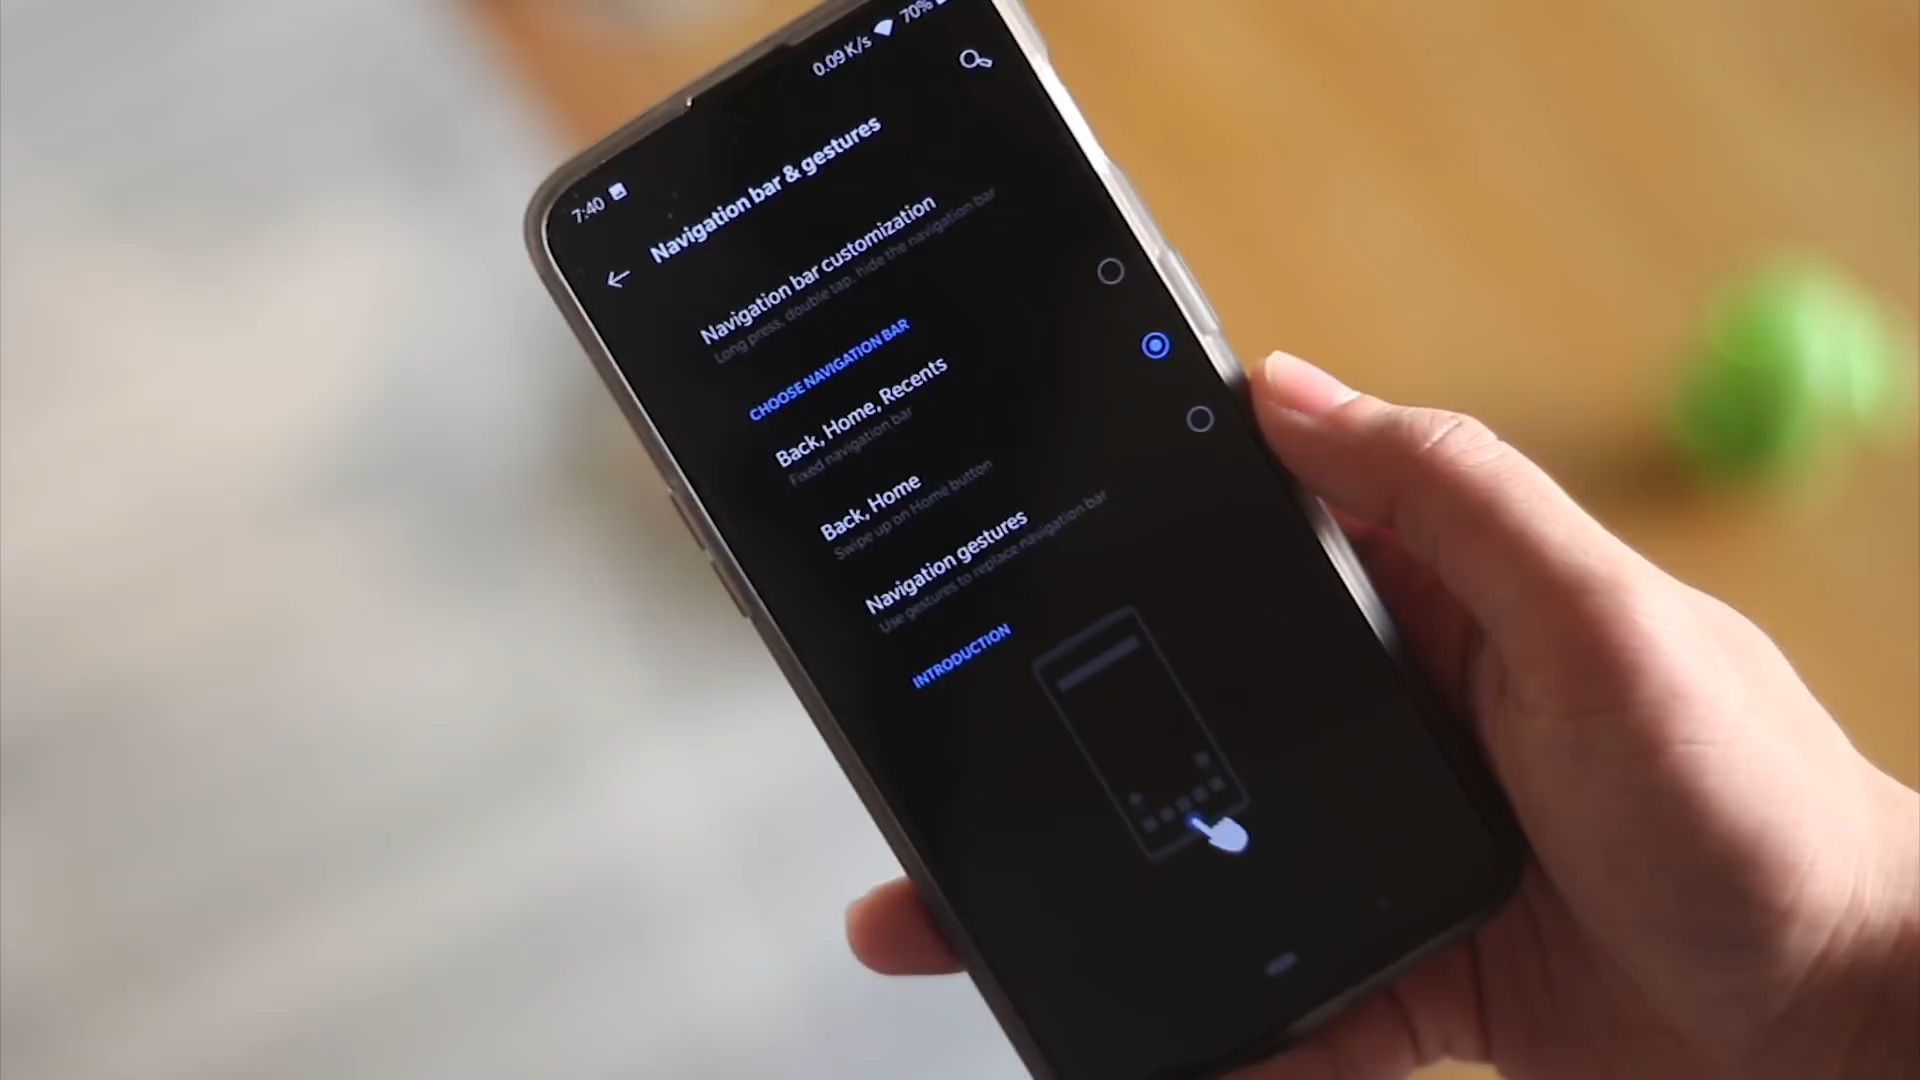 7:40
0.09 K/s
70%
Navigation bar & gestures
Navigation bar customization
Long press, double tap, hide the navigation bar
CHOOSE NAVIGATION BAR
Back, Home, Recents
Fixed navigation bar
Back, Home
Swipe up on Home button
Navigation gestures
Use gestures to replace navigation bar
INTRODUCTION